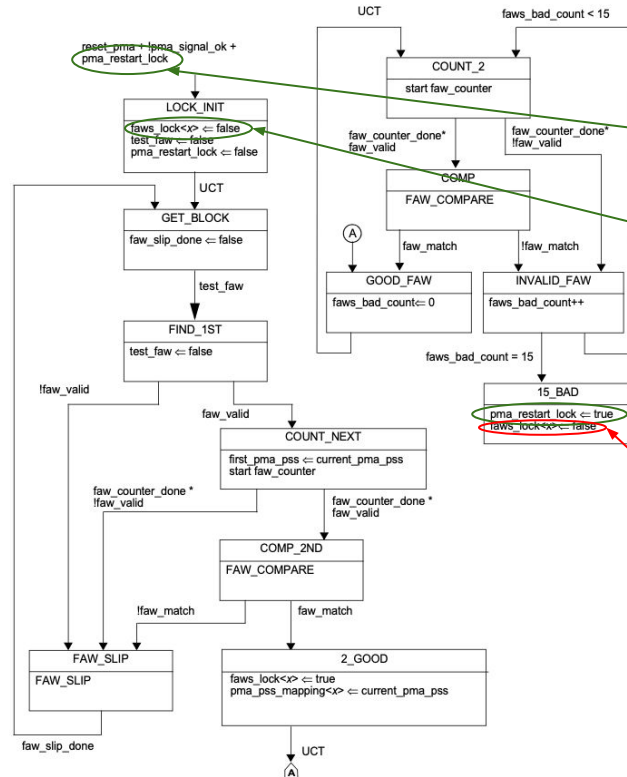 reset_pma + !pma_signal_ok +
pma_restart_lock
LOCK_INIT
faws_lock<x> ⇐ false
test_faw ⇐ false
pma_restart_lock ⇐ false
UCT
GET_BLOCK
faw_slip_done ⇐ false
test_faw
FIND_1ST
test_faw ⇐ false
!faw_valid
faw_valid
COUNT_NEXT
first_pma_pss ⇐ current_pma_pss
start faw_counter
faw_counter_done *
!faw_valid
faw_counter_done *
faw_valid
COMP_2ND
FAW_COMPARE
!faw_match
faw_match
FAW_SLIP
FAW_SLIP
2_GOOD
faws_lock<x> ⇐ true
pma_pss_mapping<x> ⇐ current_pma_pss
faw_slip_done
UCT
A
UCT
faws_bad_count < 15
COUNT_2
start faw_counter
faw_counter_done*
faw_valid
faw_counter_done*
!faw_valid
COMP
FAW_COMPARE
A
faw_match
!faw_match
GOOD_FAW
faws_bad_count⇐ 0
INVALID_FAW
faws_bad_count++
faws_bad_count = 15
15_BAD
pma_restart_lock ⇐ true
faws_lock<x> ⇐ false